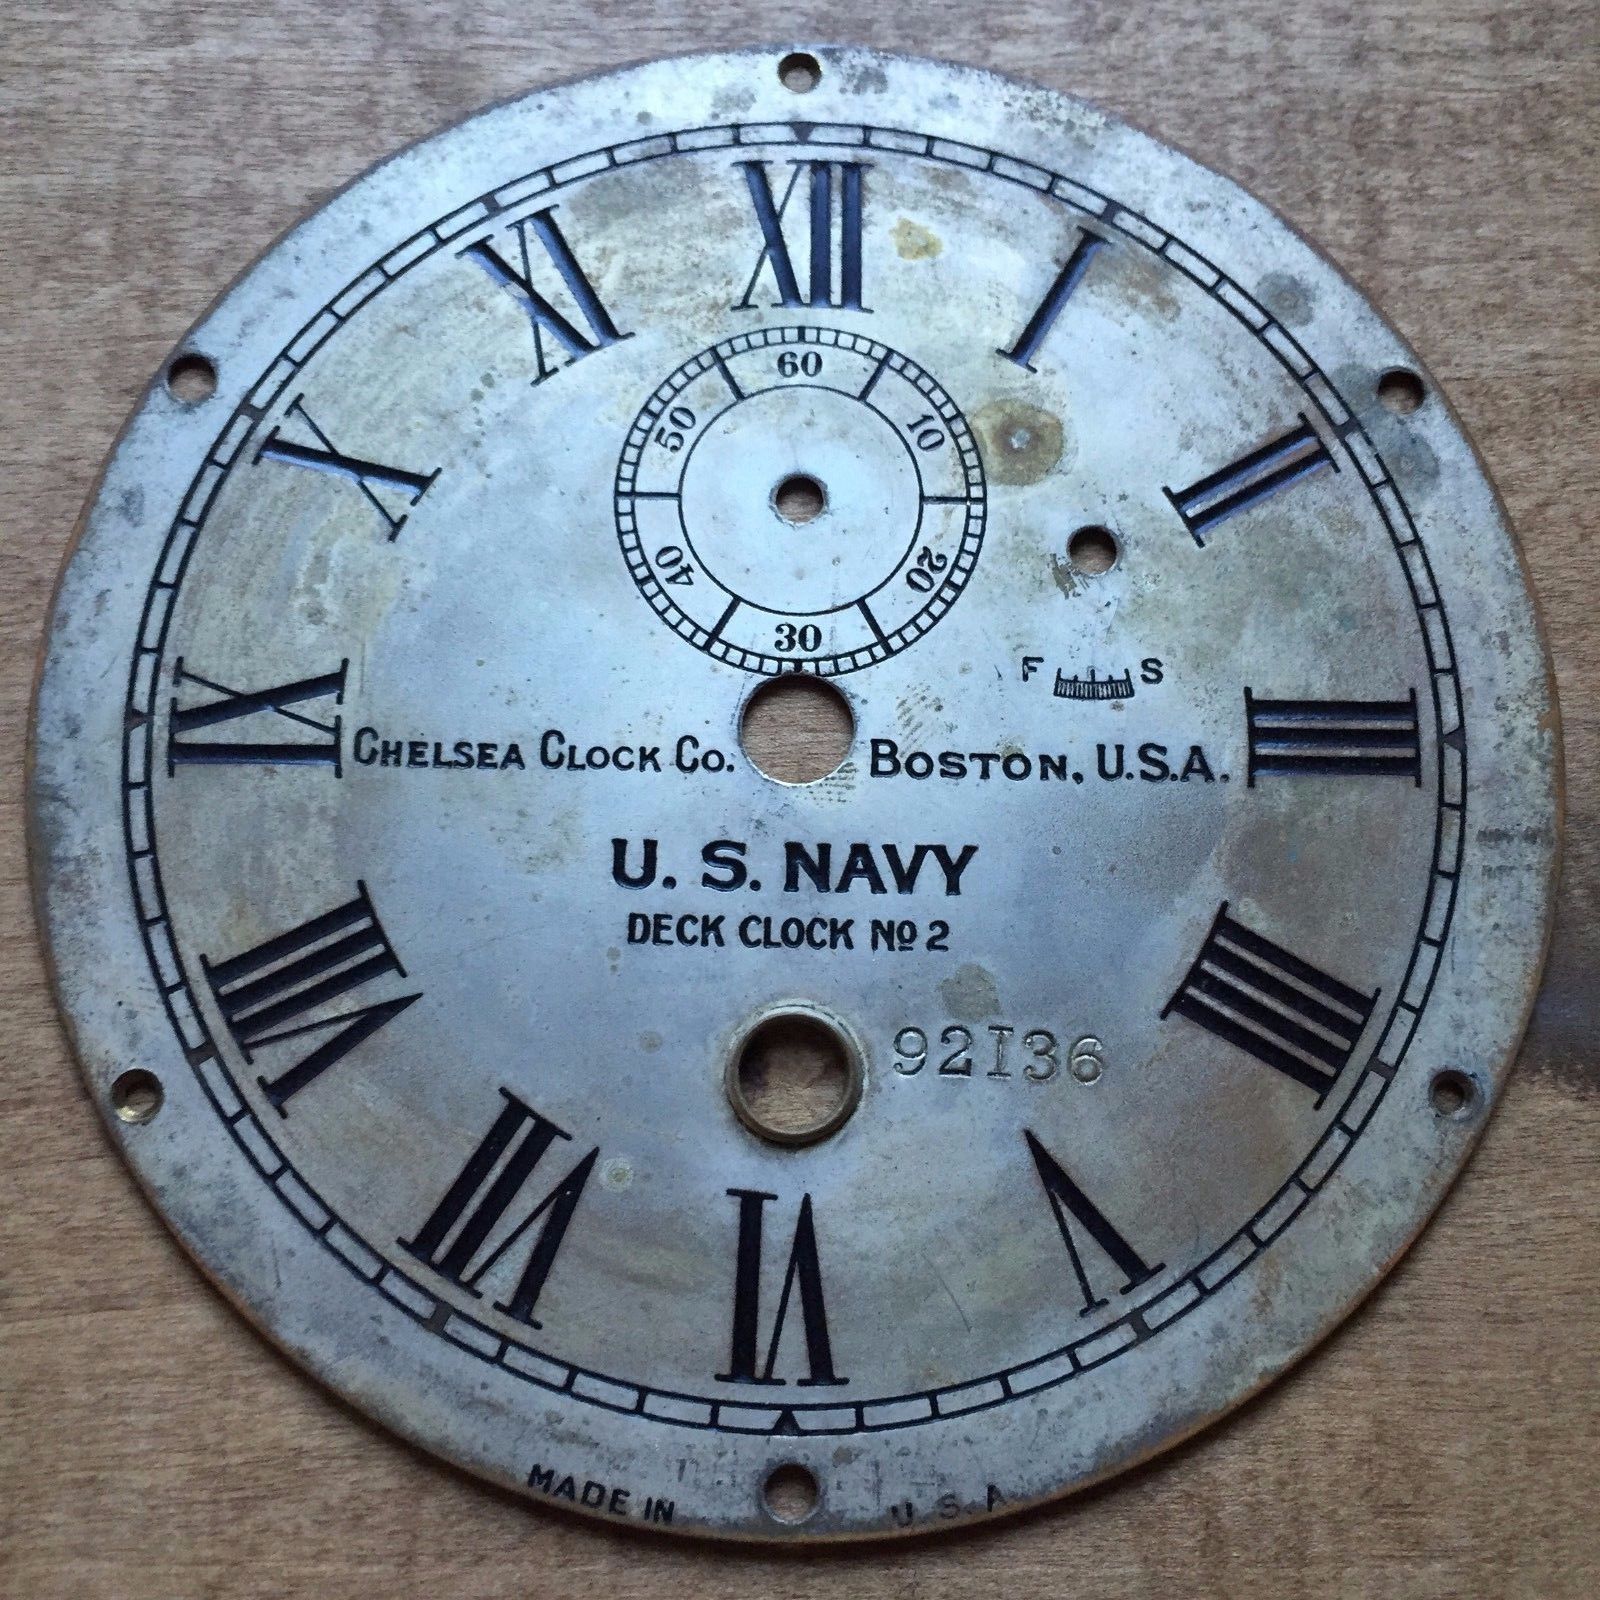 XII
I
II
III
IIII
V
VI
VII
VIII
IX
X
XI
60
10
20
30
40
50
F S
CHELSEA CLOCK CO. BOSTON, U.S.A.
U. S. NAVY
DECK CLOCK No 2
92136
MADE IN U S.A